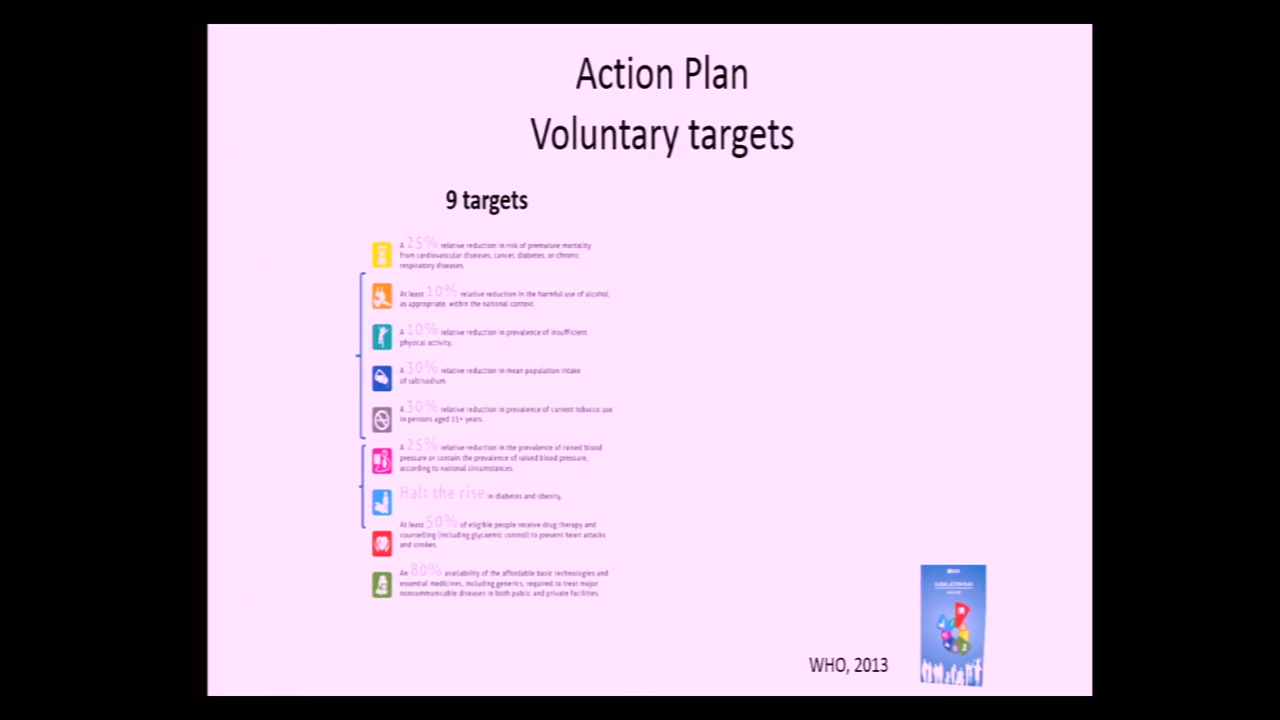 Action Plan
Voluntary targets
9 targets
A 25% relative reduction in risk of premature mortality
from cardiovascular diseases, cancer, diabetes, or chronic
respiratory diseases.
At least 10% relative reduction in the harmful use of alcohol,
as appropriate, within the national context.
A 10% relative reduction in prevalence of insufficient
physical activity.
A 30% relative reduction in mean population intake
of salt/sodium.
A 30% relative reduction in prevalence of current tobacco use
in persons aged 15+ years.
A 25% relative reduction in the prevalence of raised blood
pressure or contain the prevalence of raised blood pressure,
according to national circumstances.
Halt the rise in diabetes and obesity.
At least 50% of eligible people receive drug therapy and
counselling (including glycaemic control) to prevent heart attacks
and strokes.
An 80% availability of the affordable basic technologies and
essential medicines, including generics, required to treat major
noncommunicable diseases in both public and private facilities.
GLOBAL ACTION PLAN
WHO, 2013